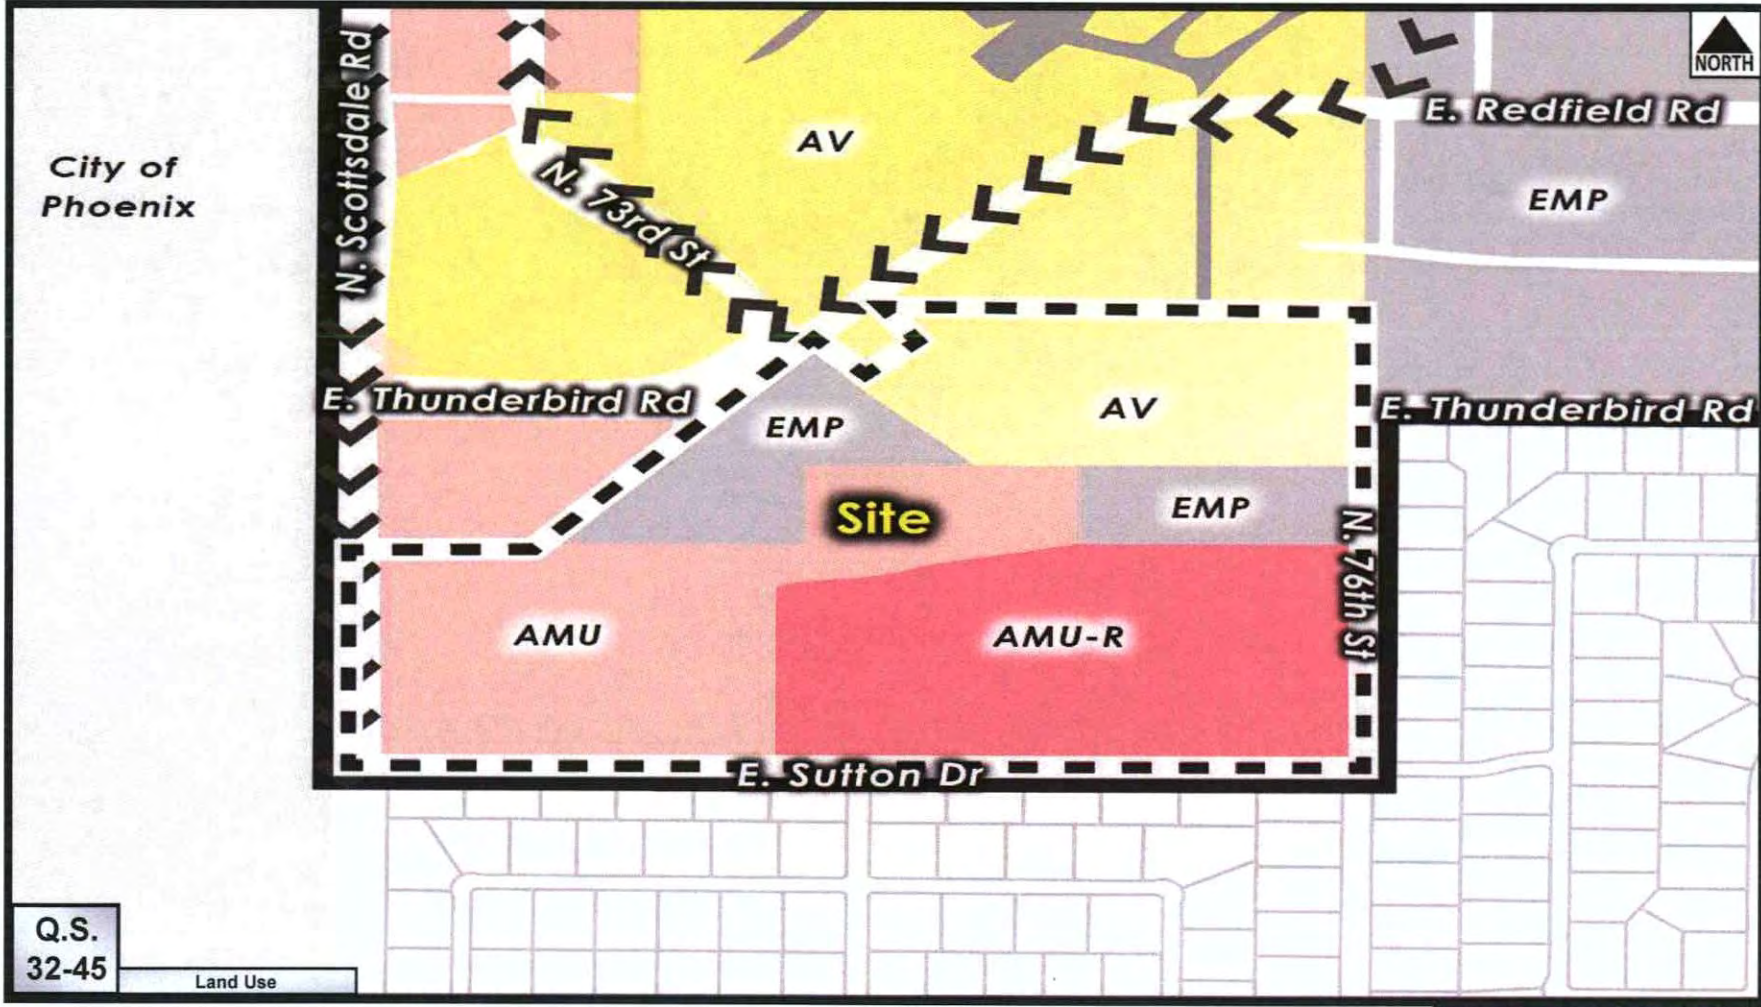 N. Scottsdale Rd
NORTH
E. Redfield Rd
AV
City of
Phoenix
N. 73rd St
EMP
E. Thunderbird Rd
AV
E. Thunderbird Rd
EMP
Site
EMP
N. 76th St
AMU
AMU-R
E. Sutton Dr
Q.S.
32-45
Land Use